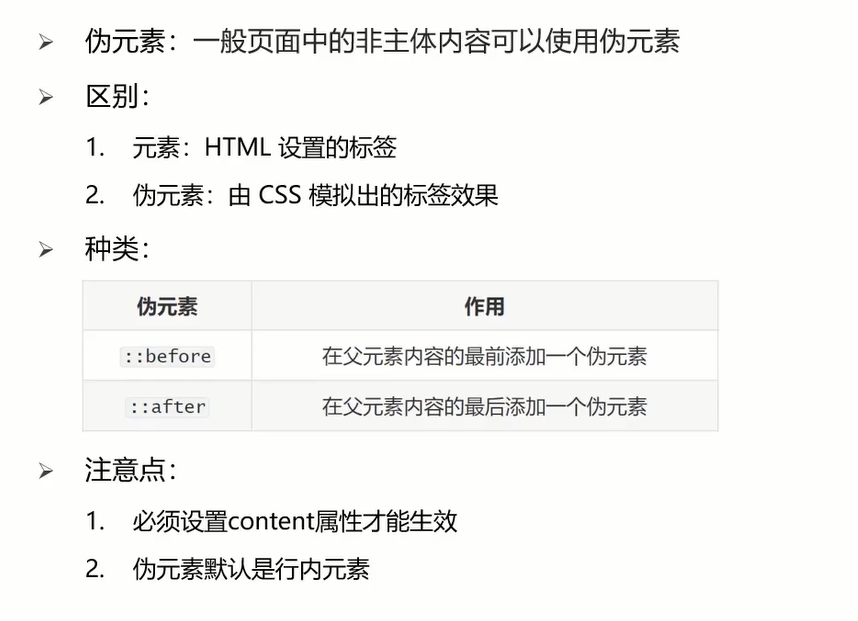 伪元素：一般页面中的非主体内容可以使用伪元素
区别：
1. 元素：HTML 设置的标签
2. 伪元素：由 CSS 模拟出的标签效果
种类：
伪元素 作用
::before 在父元素内容的最前添加一个伪元素
::after 在父元素内容的最后添加一个伪元素
注意点：
1. 必须设置content属性才能生效
2. 伪元素默认是行内元素